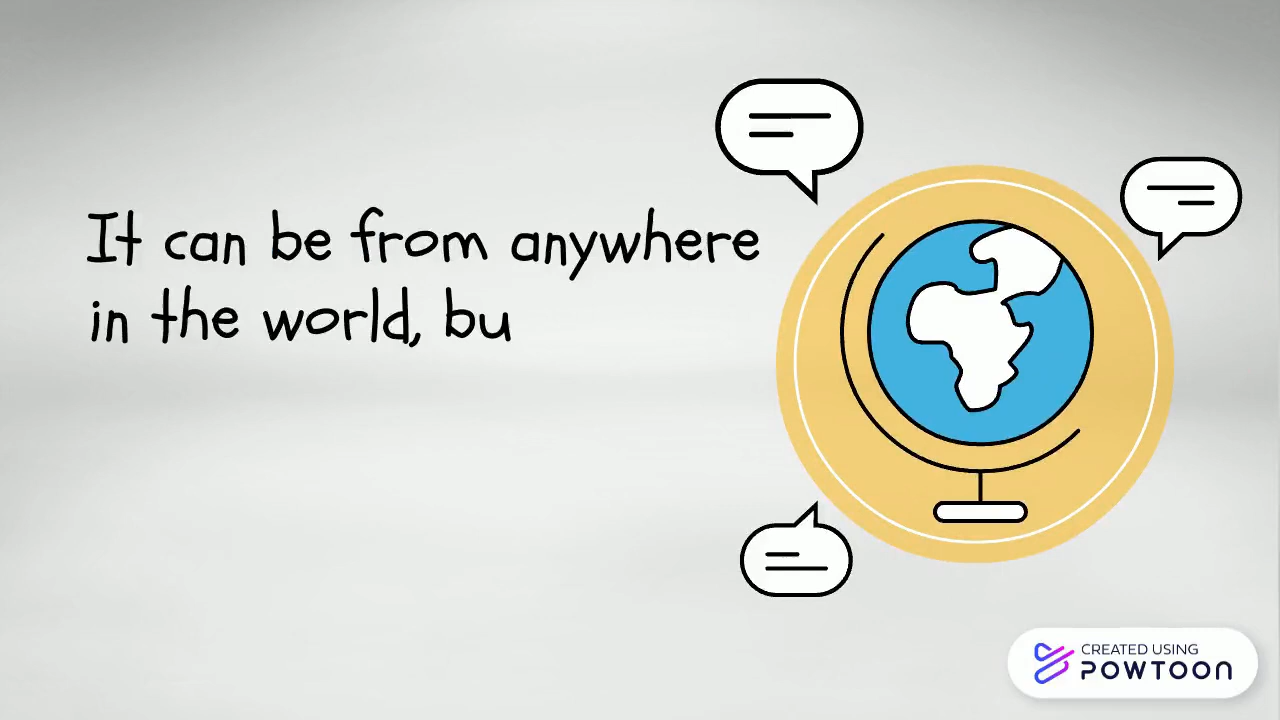 It can be from anywhere
in the world, bu
CREATED USING
POWTOON